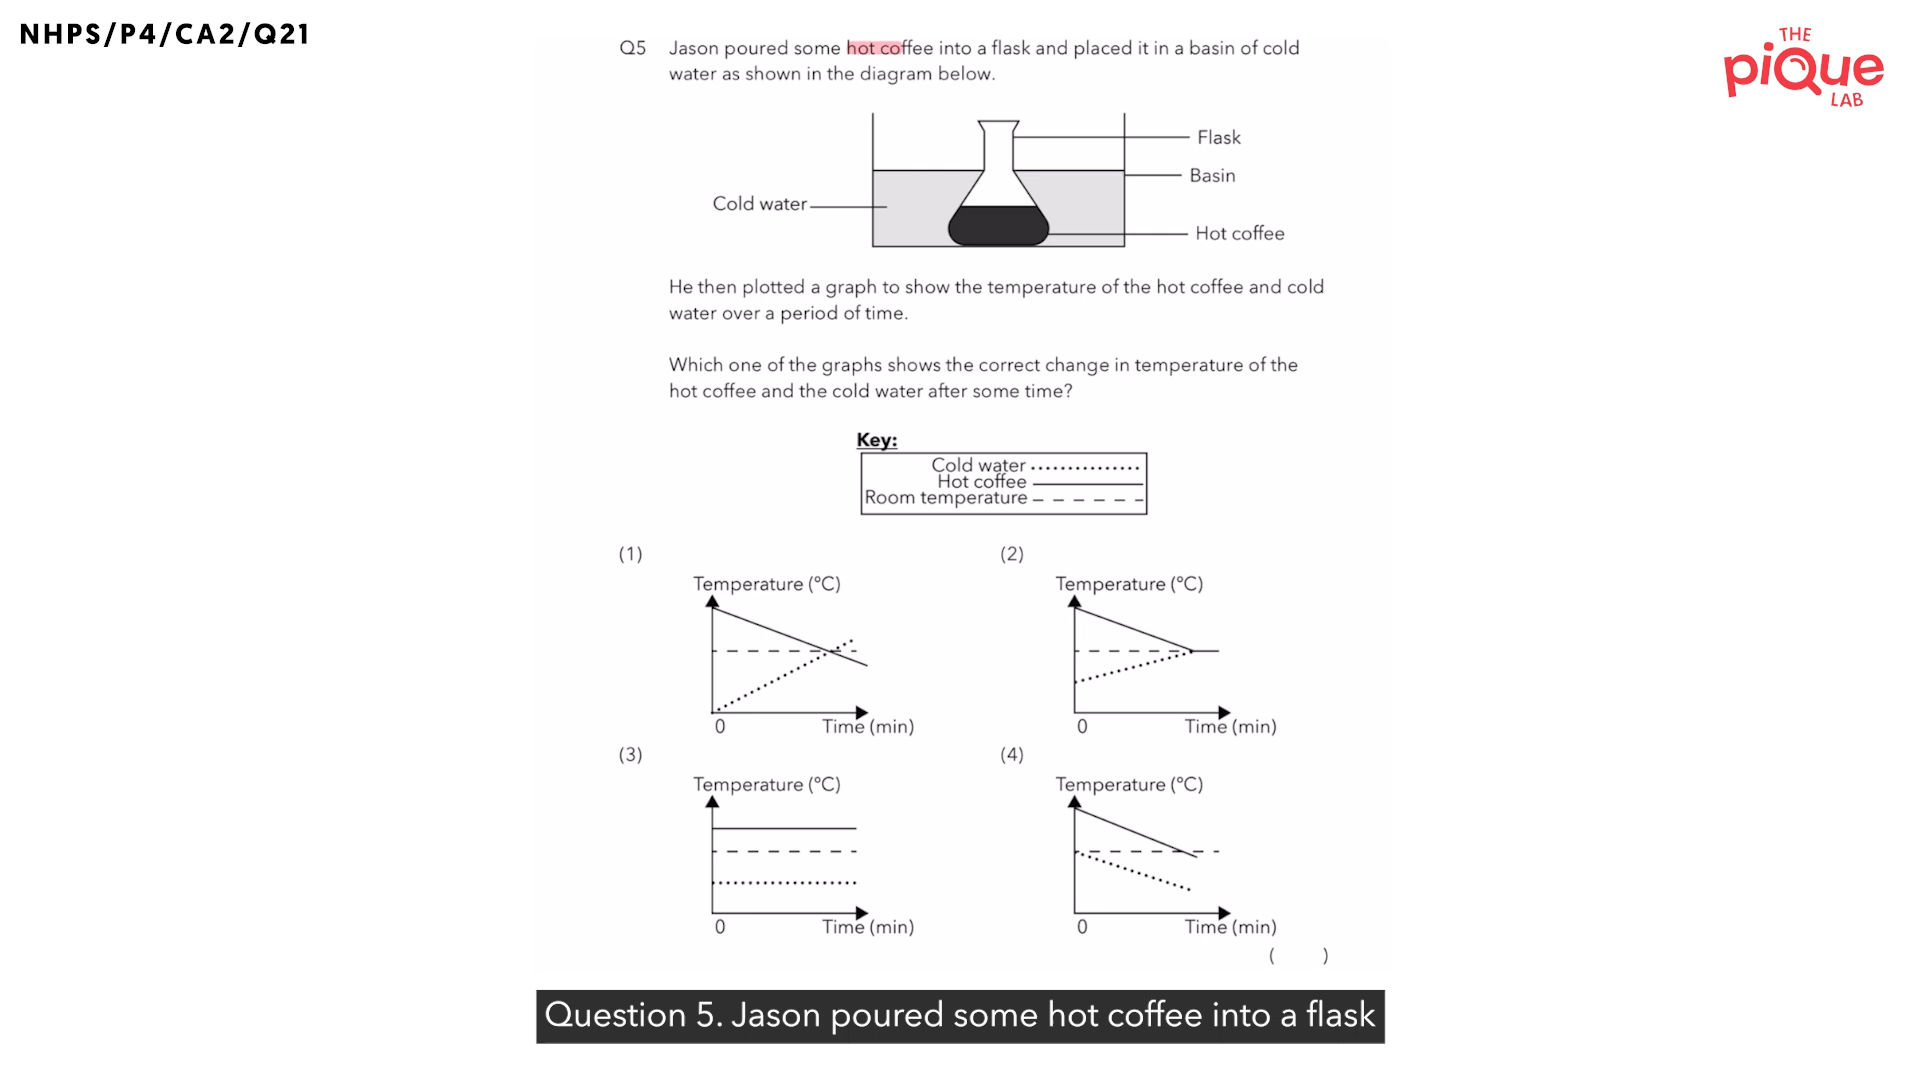 NHPS/P4/CA2/Q21
THE
piQue
LAB
Q5 Jason poured some hot coffee into a flask and placed it in a basin of cold
water as shown in the diagram below.
Flask
Basin
Cold water
Hot coffee
He then plotted a graph to show the temperature of the hot coffee and cold
water over a period of time.
Which one of the graphs shows the correct change in temperature of the
hot coffee and the cold water after some time?
Key:
Cold water
Hot coffee
Room temperature
(1)
Temperature (°C)
0 Time (min)
(2)
Temperature (°C)
0 Time (min)
(3)
Temperature (°C)
0 Time (min)
(4)
Temperature (°C)
0 Time (min)
( )
Question 5. Jason poured some hot coffee into a flask